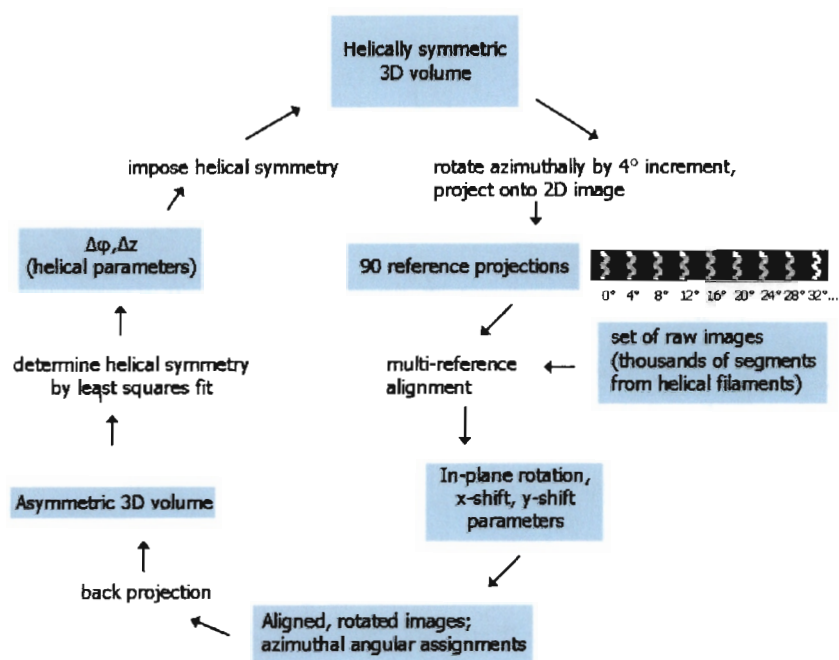 Helically symmetric
3D volume
impose helical symmetry
rotate azimuthally by 4° increment,
project onto 2D image
Δφ,Δz
(helical parameters)
90 reference projections
0° 4° 8° 12° 16° 20° 24° 28° 32°...
set of raw images
(thousands of segments
from helical filaments)
determine helical symmetry
by least squares fit
multi-reference
alignment
In-plane rotation,
x-shift, y-shift
parameters
Asymmetric 3D volume
back projection
Aligned, rotated images;
azimuthal angular assignments